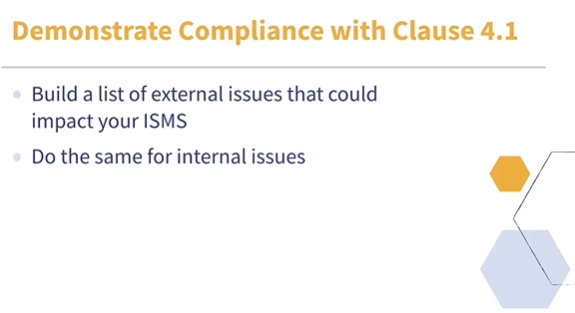 Demonstrate Compliance with Clause 4.1
Build a list of external issues that could
impact your ISMS
Do the same for internal issues